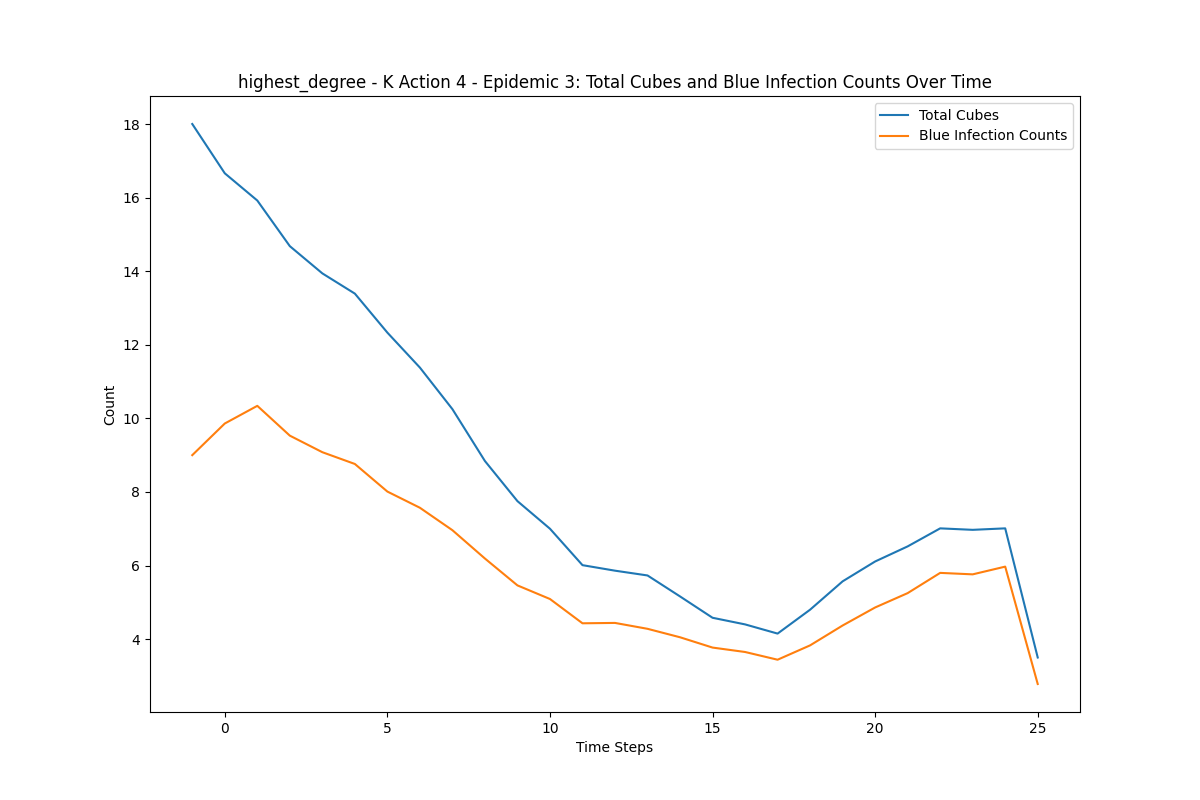 highest_degree - K Action 4 - Epidemic 3: Total Cubes and Blue Infection Counts Over Time
Total Cubes
Blue Infection Counts
18
16
14
12
10
8
6
4
Count
0 5 10 15 20 25
Time Steps